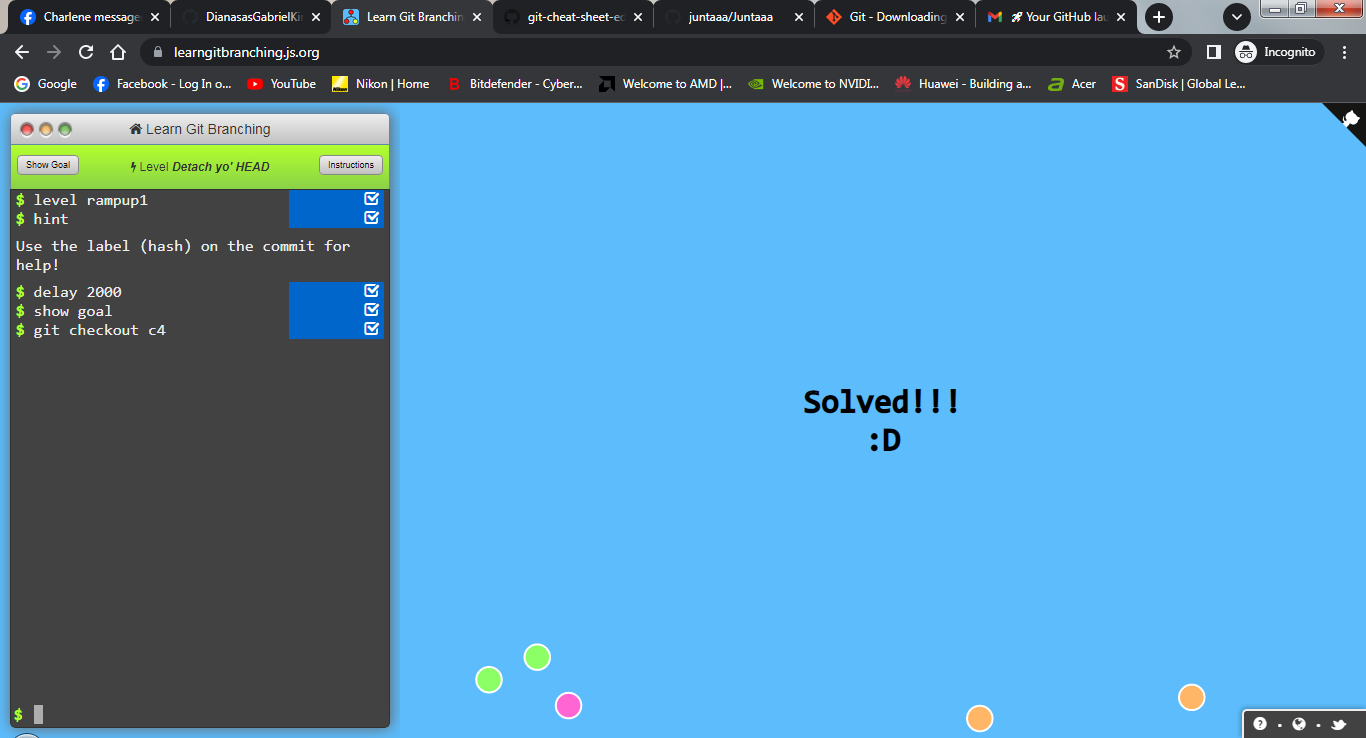 Charlene message
DianasasGabrielKi
Learn Git Branchin
git-cheat-sheet-ed
juntaaa/Juntaaa
Git - Downloading
Your GitHub lau
learngitbranching.js.org
Incognito
Google
Facebook - Log In o...
YouTube
Nikon | Home
Bitdefender - Cyber...
Welcome to AMD |...
Welcome to NVIDI...
Huawei - Building a...
Acer
SanDisk | Global Le...
Learn Git Branching
Show Goal
Level Detach yo' HEAD
Instructions
$ level rampup1
$ hint
Use the label (hash) on the commit for
help!
$ delay 2000
$ show goal
$ git checkout c4
Solved!!!
:D
$